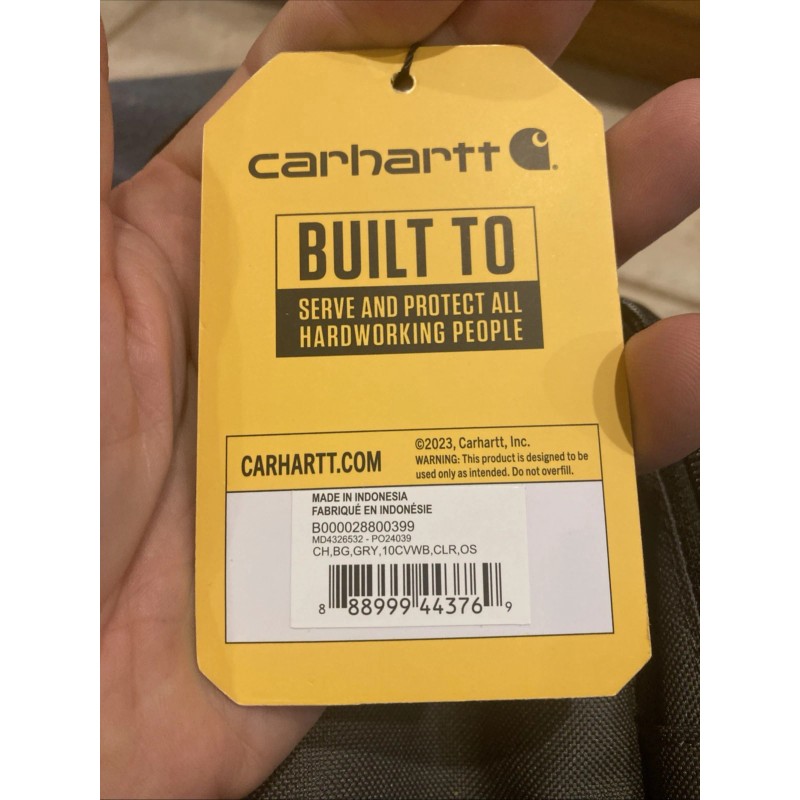 carhartt
BUILT TO
SERVE AND PROTECT ALL
HARDWORKING PEOPLE
CARHARTT.COM
©2023, Carhartt, Inc.
WARNING: This product is designed to be
used only as intended. Do not overfill.
MADE IN INDONESIA
FABRIQUÉ EN INDONÉSIE
B000028800399
MD4326532 - PO24039
CH,BG,GRY,10CVWB,CLR,OS
8 88999 44376 9